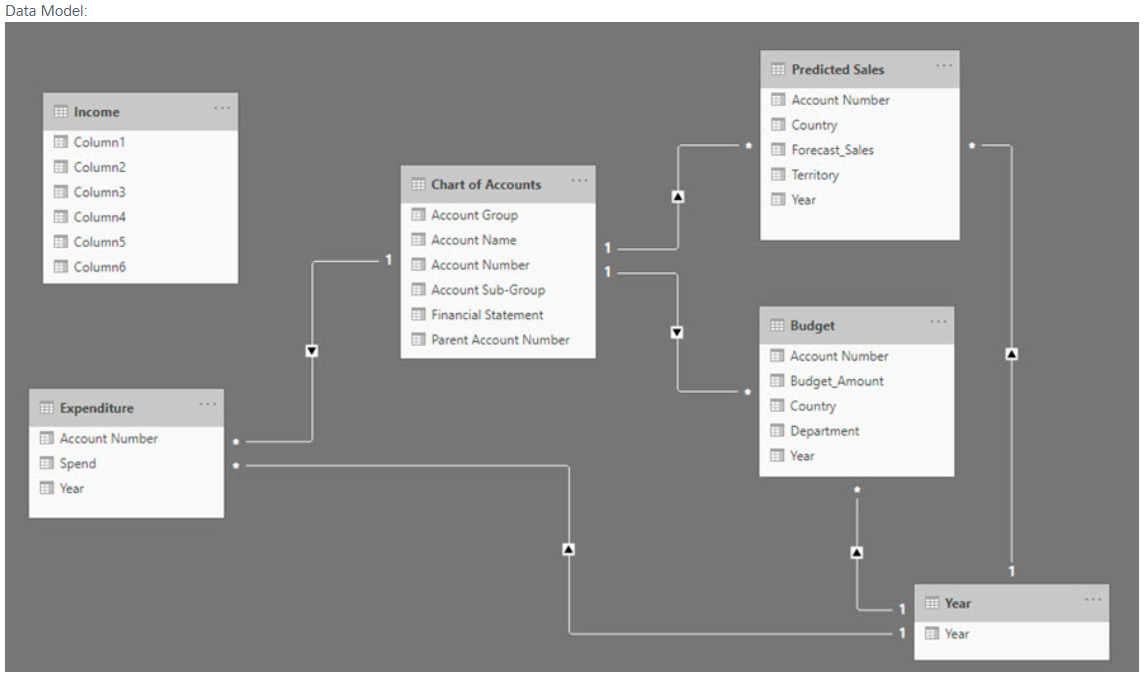 Data Model:
Income
Column1
Column2
Column3
Column4
Column5
Column6
Chart of Accounts
Account Group
Account Name
Account Number
Account Sub-Group
Financial Statement
Parent Account Number
Predicted Sales
Account Number
Country
Forecast_Sales
Territory
Year
Budget
Account Number
Budget_Amount
Country
Department
Year
Expenditure
Account Number
Spend
Year
Year
Year
1
1
1
1
1
1
*
*
*
*
*
*